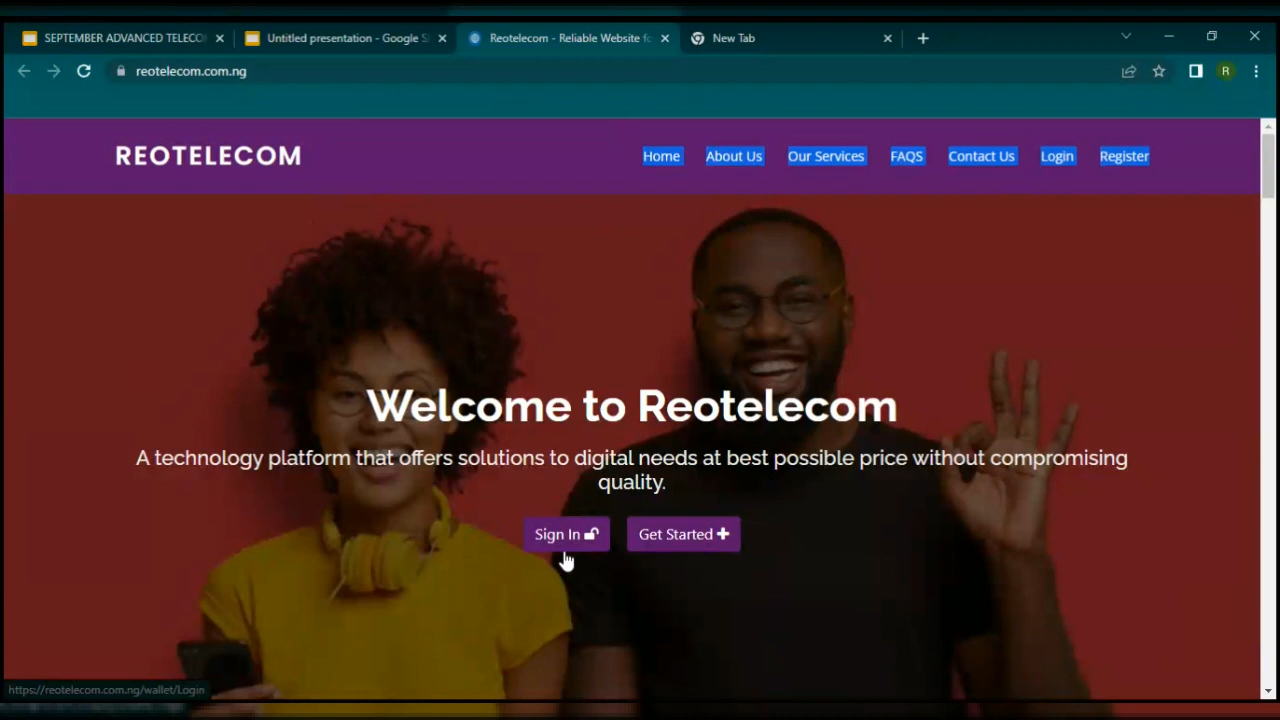 SEPTEMBER ADVANCED TELECO
Untitled presentation - Google S
Reotelecom - Reliable Website fo
New Tab
reotelecom.com.ng
R
REOTELECOM
Home About Us Our Services FAQS Contact Us Login Register
Welcome to Reotelecom
A technology platform that offers solutions to digital needs at best possible price without compromising
quality.
Sign In Get Started
https://reotelecom.com.ng/wallet/Login